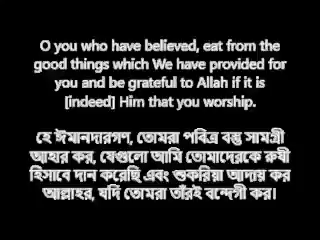 O you who have believed, eat from the
good things which We have provided for
you and be grateful to Allah if it is
[indeed] Him that you worship.
হে ঈমানদারগণ, তোমরা পবিত্র বস্তু সামগ্রী
আহার কর, যেগুলো আমি তোমাদেরকে রুযী
হিসাবে দান করেছি এবং শুকরিয়া আদায় কর
আল্লাহর, যদি তোমরা তাঁরই বন্দেগী কর।